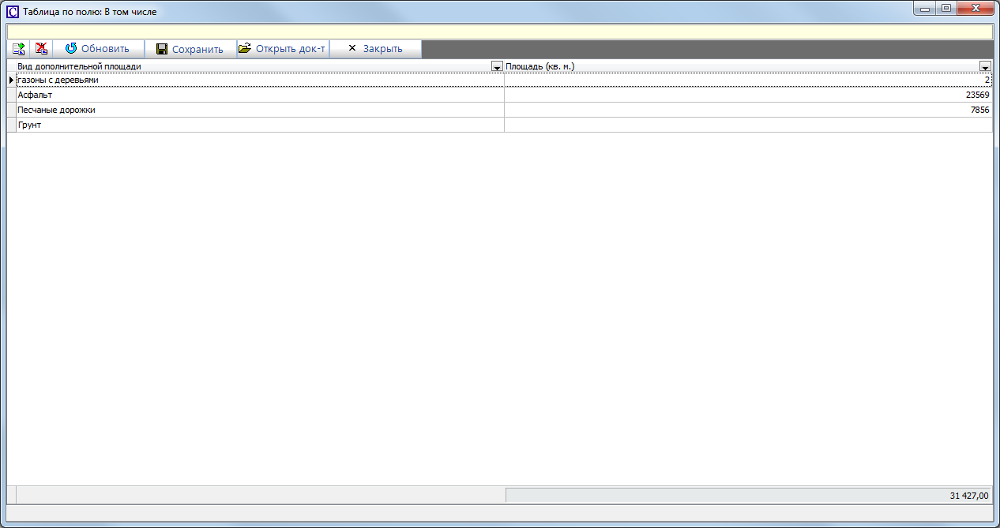 C Таблица по полю: В том числе
Обновить Сохранить Открыть док-т Закрыть
Вид дополнительной площади Площадь (кв. м.)
газоны с деревьями 2
Асфальт 23569
Песчаные дорожки 7856
Грунт
31 427,00